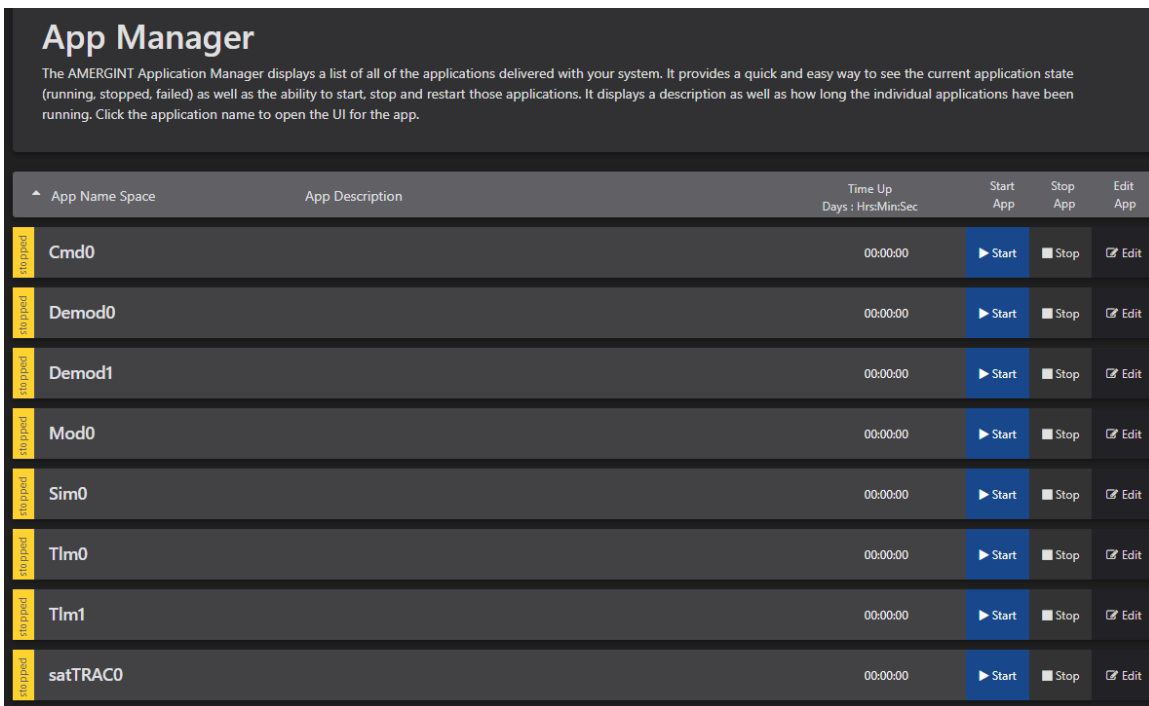 App Manager
The AMERGINT Application Manager displays a list of all of the applications delivered with your system. It provides a quick and easy way to see the current application state
(running, stopped, failed) as well as the ability to start, stop and restart those applications. It displays a description as well as how long the individual applications have been
running. Click the application name to open the UI for the app.
App Name Space App Description Time Up Days : Hrs:Min:Sec Start App Stop App Edit App
stopped Cmd0 00:00:00 Start Stop Edit
stopped Demod0 00:00:00 Start Stop Edit
stopped Demod1 00:00:00 Start Stop Edit
stopped Mod0 00:00:00 Start Stop Edit
stopped Sim0 00:00:00 Start Stop Edit
stopped Tlm0 00:00:00 Start Stop Edit
stopped Tlm1 00:00:00 Start Stop Edit
stopped satTRAC0 00:00:00 Start Stop Edit